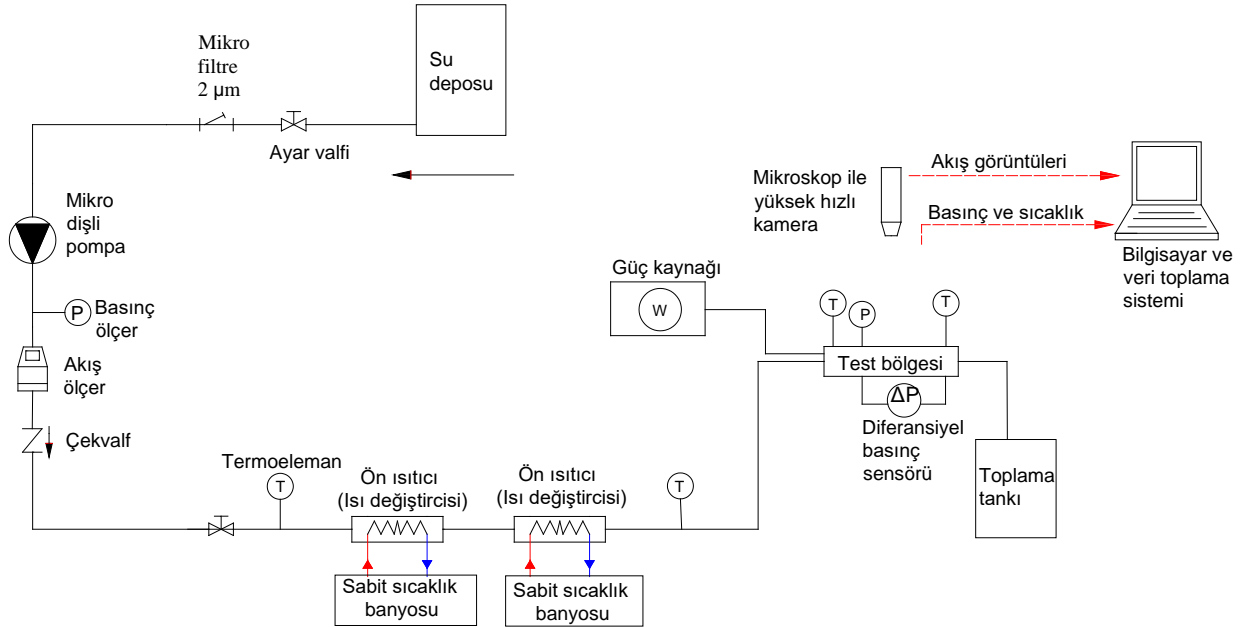 Mikro
filtre
2 µm
Su
deposu
Ayar valfi
Mikro
dişli
pompa
P
Basınç
ölçer
Akış
ölçer
Çekvalf
Termoeleman
T
Ön ısıtıcı
(Isı değiştircisi)
Sabit sıcaklık
banyosu
Ön ısıtıcı
(Isı değiştircisi)
Sabit sıcaklık
banyosu
T
Güç kaynağı
W
T
P
T
Test bölgesi
ΔP
Diferansiyel
basınç
sensörü
Toplama
tankı
Mikroskop ile
yüksek hızlı
kamera
Akış görüntüleri
Basınç ve sıcaklık
Bilgisayar ve
veri toplama
sistemi